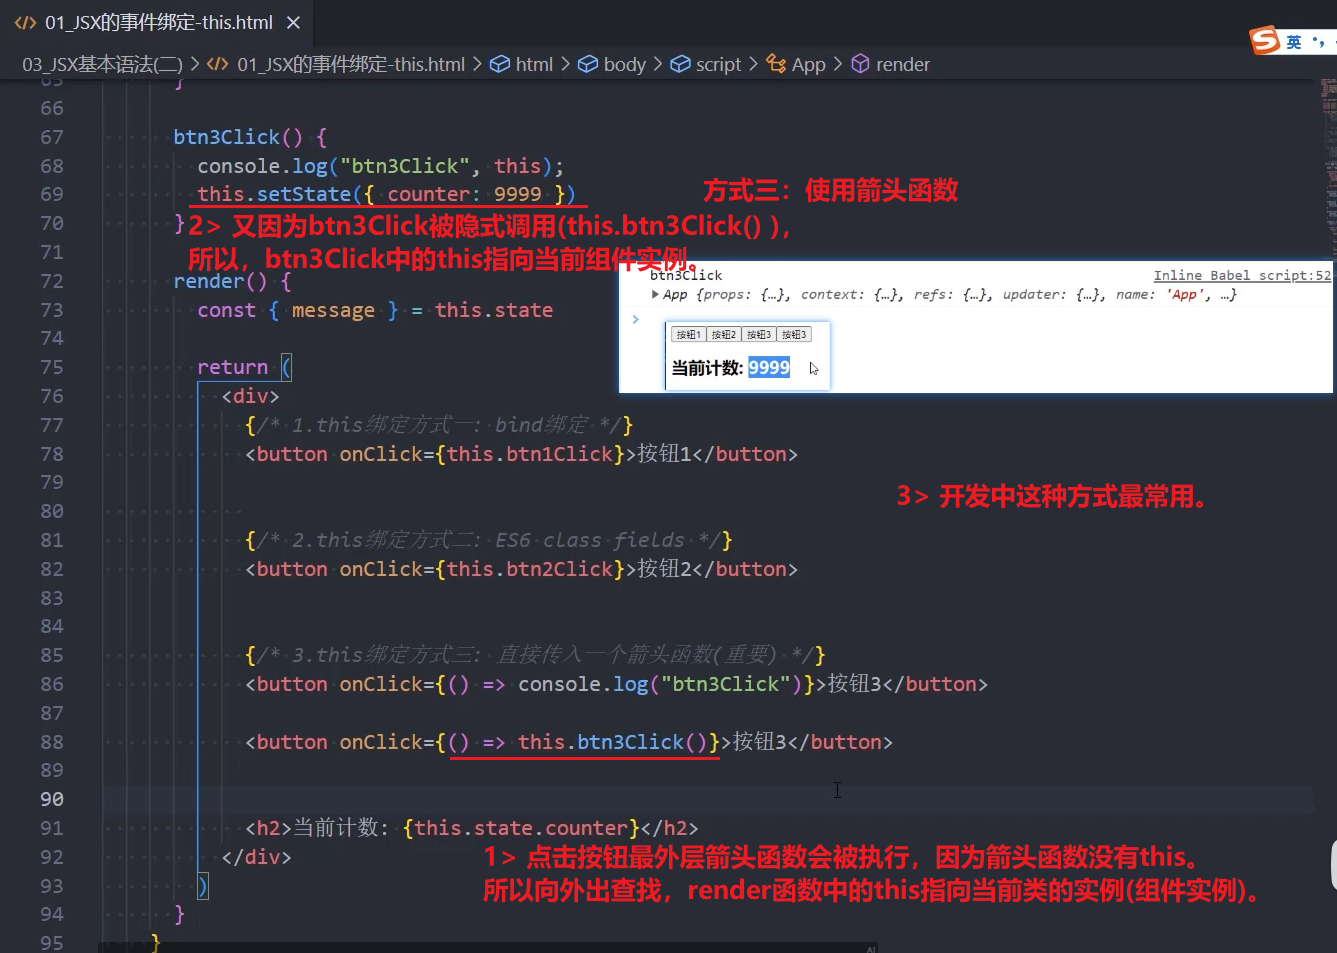 01_JSX的事件绑定-this.html
英
03_JSX基本语法(二) > 01_JSX的事件绑定-this.html > html > body > script > App > render
65 }
66
67 btn3Click() {
68 console.log("btn3Click", this);
69 this.setState({ counter: 9999 })
方式三：使用箭头函数
70 }
2> 又因为btn3Click被隐式调用(this.btn3Click() )，
71
所以，btn3Click中的this指向当前组件实例。
72 render() {
73 const { message } = this.state
74
75 return (
76 <div>
77 {/* 1.this绑定方式一: bind绑定 */}
78 <button onClick={this.btn1Click}>按钮1</button>
79
80
81 {/* 2.this绑定方式二: ES6 class fields */}
82 <button onClick={this.btn2Click}>按钮2</button>
83
84
85 {/* 3.this绑定方式三: 直接传入一个箭头函数(重要) */}
86 <button onClick={() => console.log("btn3Click")}>按钮3</button>
87
88 <button onClick={() => this.btn3Click()}>按钮3</button>
89
90
91 <h2>当前计数: {this.state.counter}</h2>
92 </div>
93 )
94 }
95 }
btn3Click Inline Babel script:52
App {props: {…}, context: {…}, refs: {…}, updater: {…}, name: 'App', …}
按钮1 按钮2 按钮3 按钮3
当前计数: 9999
3> 开发中这种方式最常用。
1> 点击按钮最外层箭头函数会被执行，因为箭头函数没有this。
所以向外出查找，render函数中的this指向当前类的实例(组件实例)。